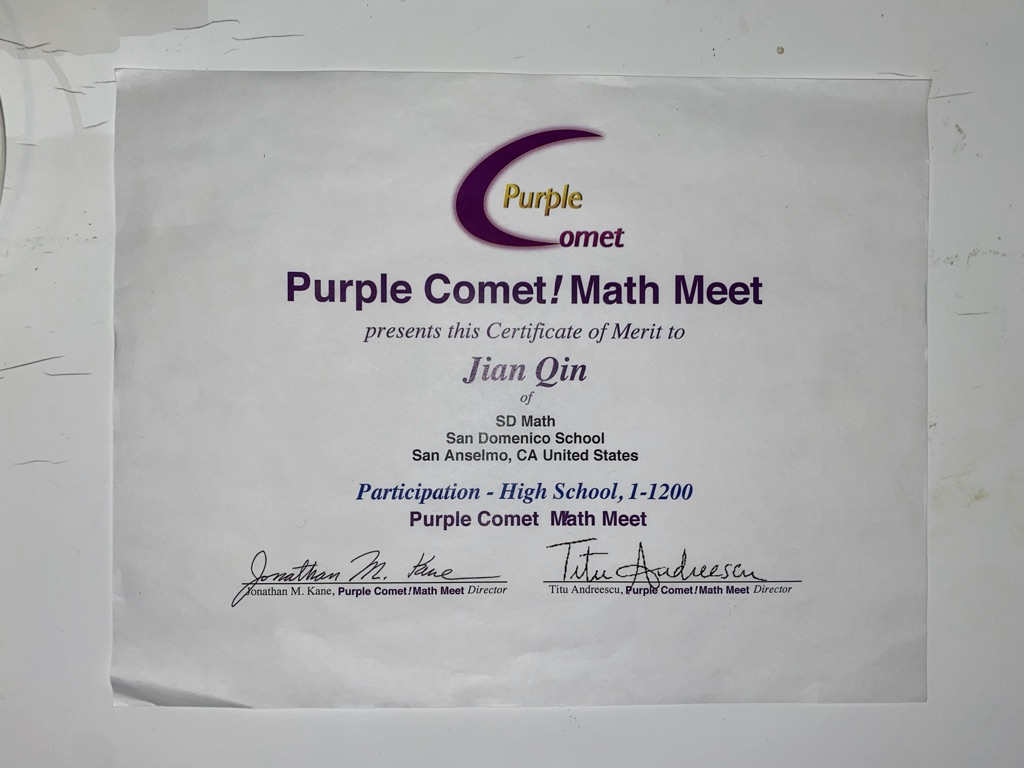 Purple
Comet
Purple Comet! Math Meet
presents this Certificate of Merit to
Jian Qin
of
SD Math
San Domenico School
San Anselmo, CA United States
Participation - High School, 1-1200
Purple Comet! Math Meet
Jonathan M. Kane
Titu Andreescu
Jonathan M. Kane, Purple Comet! Math Meet Director
Titu Andreescu, Purple Comet! Math Meet Director